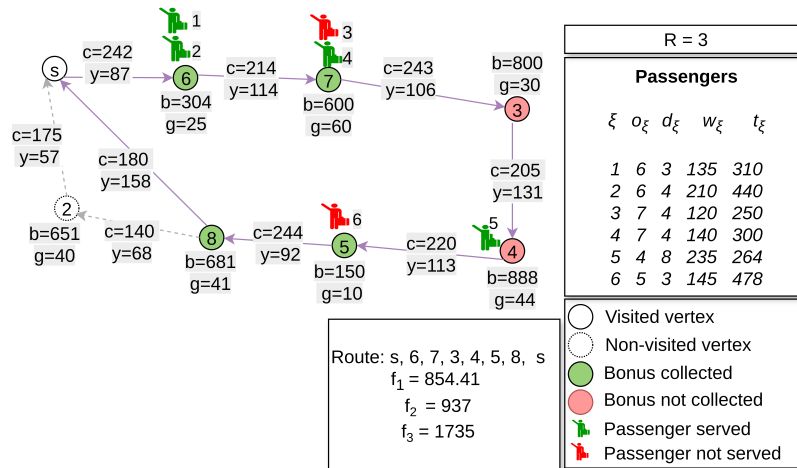 R = 3
Passengers
ξ oξ dξ wξ tξ
1 6 3 135 310
2 6 4 210 440
3 7 4 120 250
4 7 4 140 300
5 4 8 235 264
6 5 3 145 478
Visited vertex
Non-visited vertex
Bonus collected
Bonus not collected
Passenger served
Passenger not served
s
c=242
y=87
1
2
6
b=304
g=25
c=214
y=114
3
4
7
b=600
g=60
c=243
y=106
b=800
g=30
3
c=205
y=131
5
4
b=888
g=44
c=220
y=113
6
5
b=150
g=10
c=244
y=92
8
b=681
g=41
c=180
y=158
c=140
y=68
2
b=651
g=40
c=175
y=57
Route: s, 6, 7, 3, 4, 5, 8, s
f1 = 854.41
f2 = 937
f3 = 1735